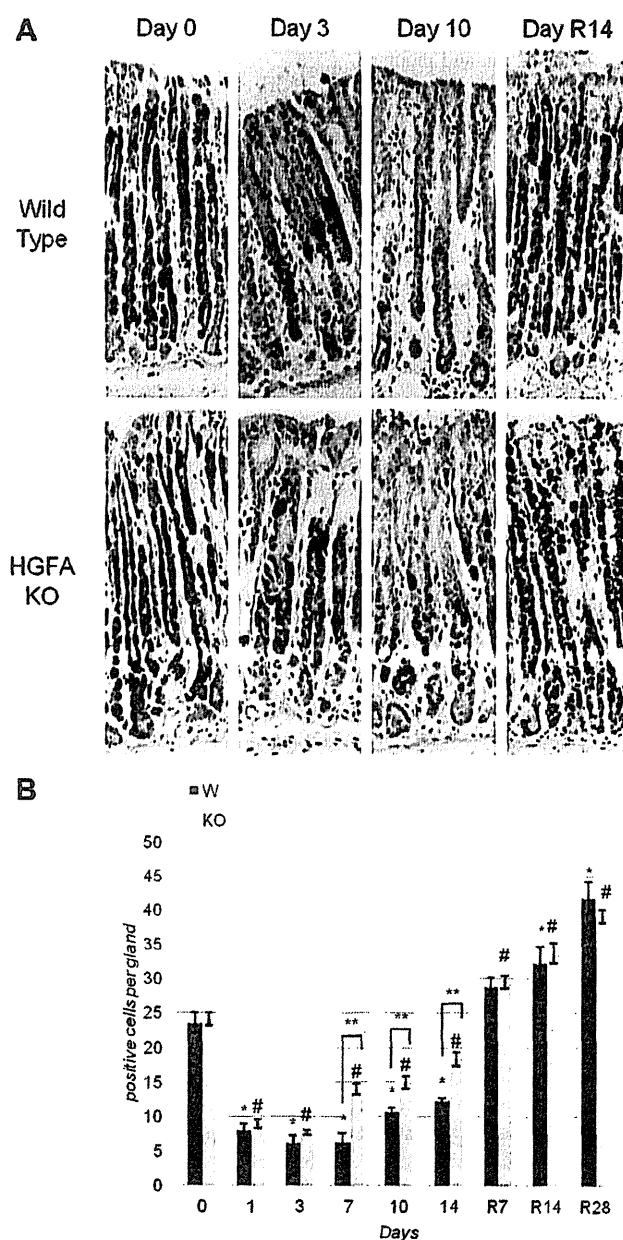 A
Day 0 Day 3 Day 10 Day R14
Wild
Type
HGFA
KO
B
W
KO
50
45
40
35
30
25
20
15
10
5
0
positive cells per gland
* # * # * ** # * ** # * ** # # * # * #
0 1 3 7 10 14 R7 R14 R28
Days